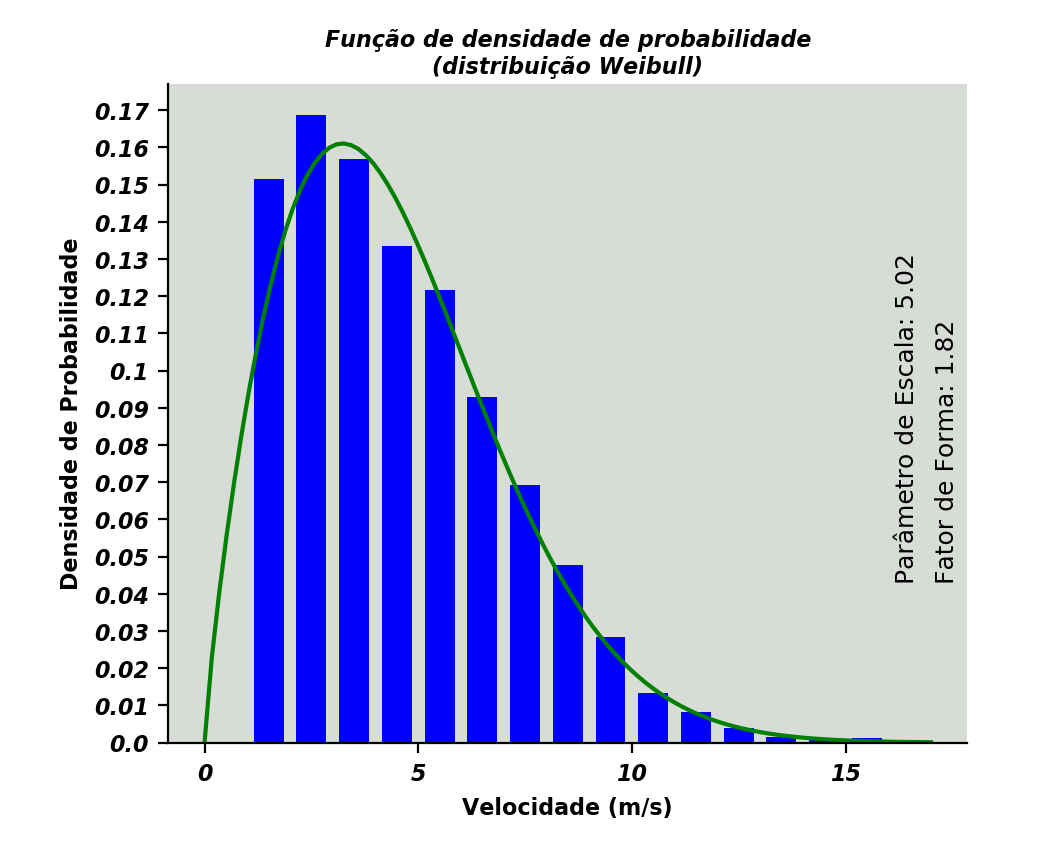 Função de densidade de probabilidade
(distribuição Weibull)
Densidade de Probabilidade
0.17
0.16
0.15
0.14
0.13
0.12
0.11
0.1
0.09
0.08
0.07
0.06
0.05
0.04
0.03
0.02
0.01
0.0
Parâmetro de Escala: 5.02
Fator de Forma: 1.82
0 5 10 15
Velocidade (m/s)